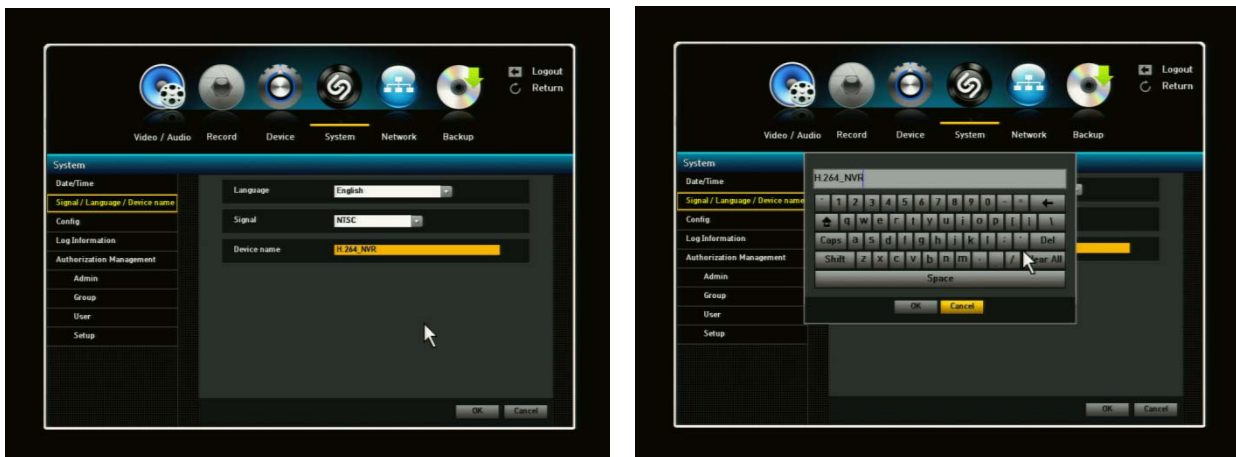 Logout
Return
Video / Audio Record Device System Network Backup
System
Date/Time
Signal / Language / Device name
Config
Log Information
Authorization Management
Admin
Group
User
Setup
Language English
Signal NTSC
Device name H.264_NVR
OK Cancel
Logout
Return
Video / Audio Record Device System Network Backup
System
Date/Time
Signal / Language / Device name
Config
Log Information
Authorization Management
Admin
Group
User
Setup
H.264_NVR
` 1 2 3 4 5 6 7 8 9 0 - =
q w e r t y u i o p [ ] \
Caps a s d f g h j k l ; ' Del
Shift z x c v b n m . / All
Space
OK Cancel
OK Cancel